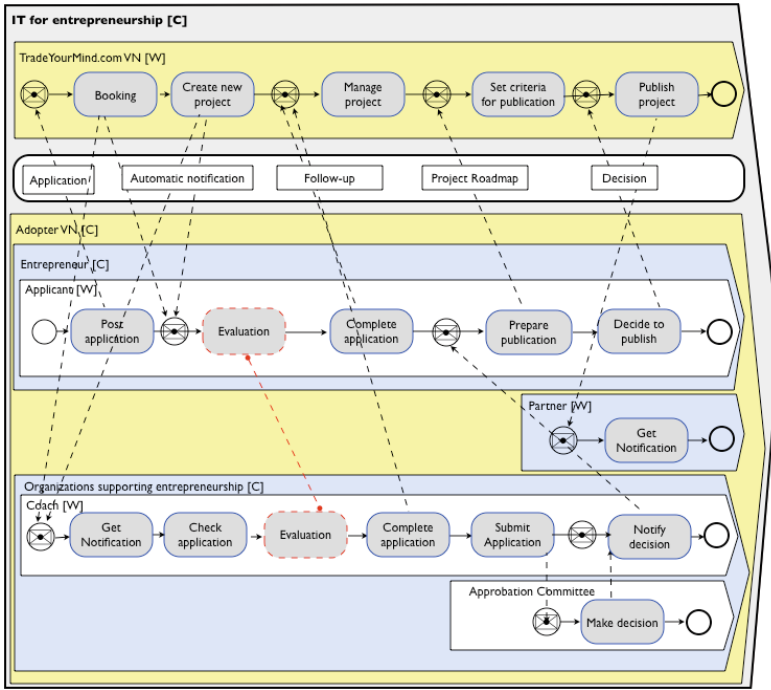 IT for entrepreneurship [C]
TradeYourMind.com VN [W]
Booking
Create new
project
Manage
project
Set criteria
for publication
Publish
project
Application
Automatic notification
Follow-up
Project Roadmap
Decision
Adopter VN [C]
Entrepreneur [C]
Applicant [W]
Post
application
Evaluation
Complete
application
Prepare
publication
Decide to
publish
Partner [W]
Get
Notification
Organizations supporting entrepreneurship [C]
Coach [W]
Get
Notification
Check
application
Evaluation
Complete
application
Submit
Application
Notify
decision
Approbation Committee
Make decision